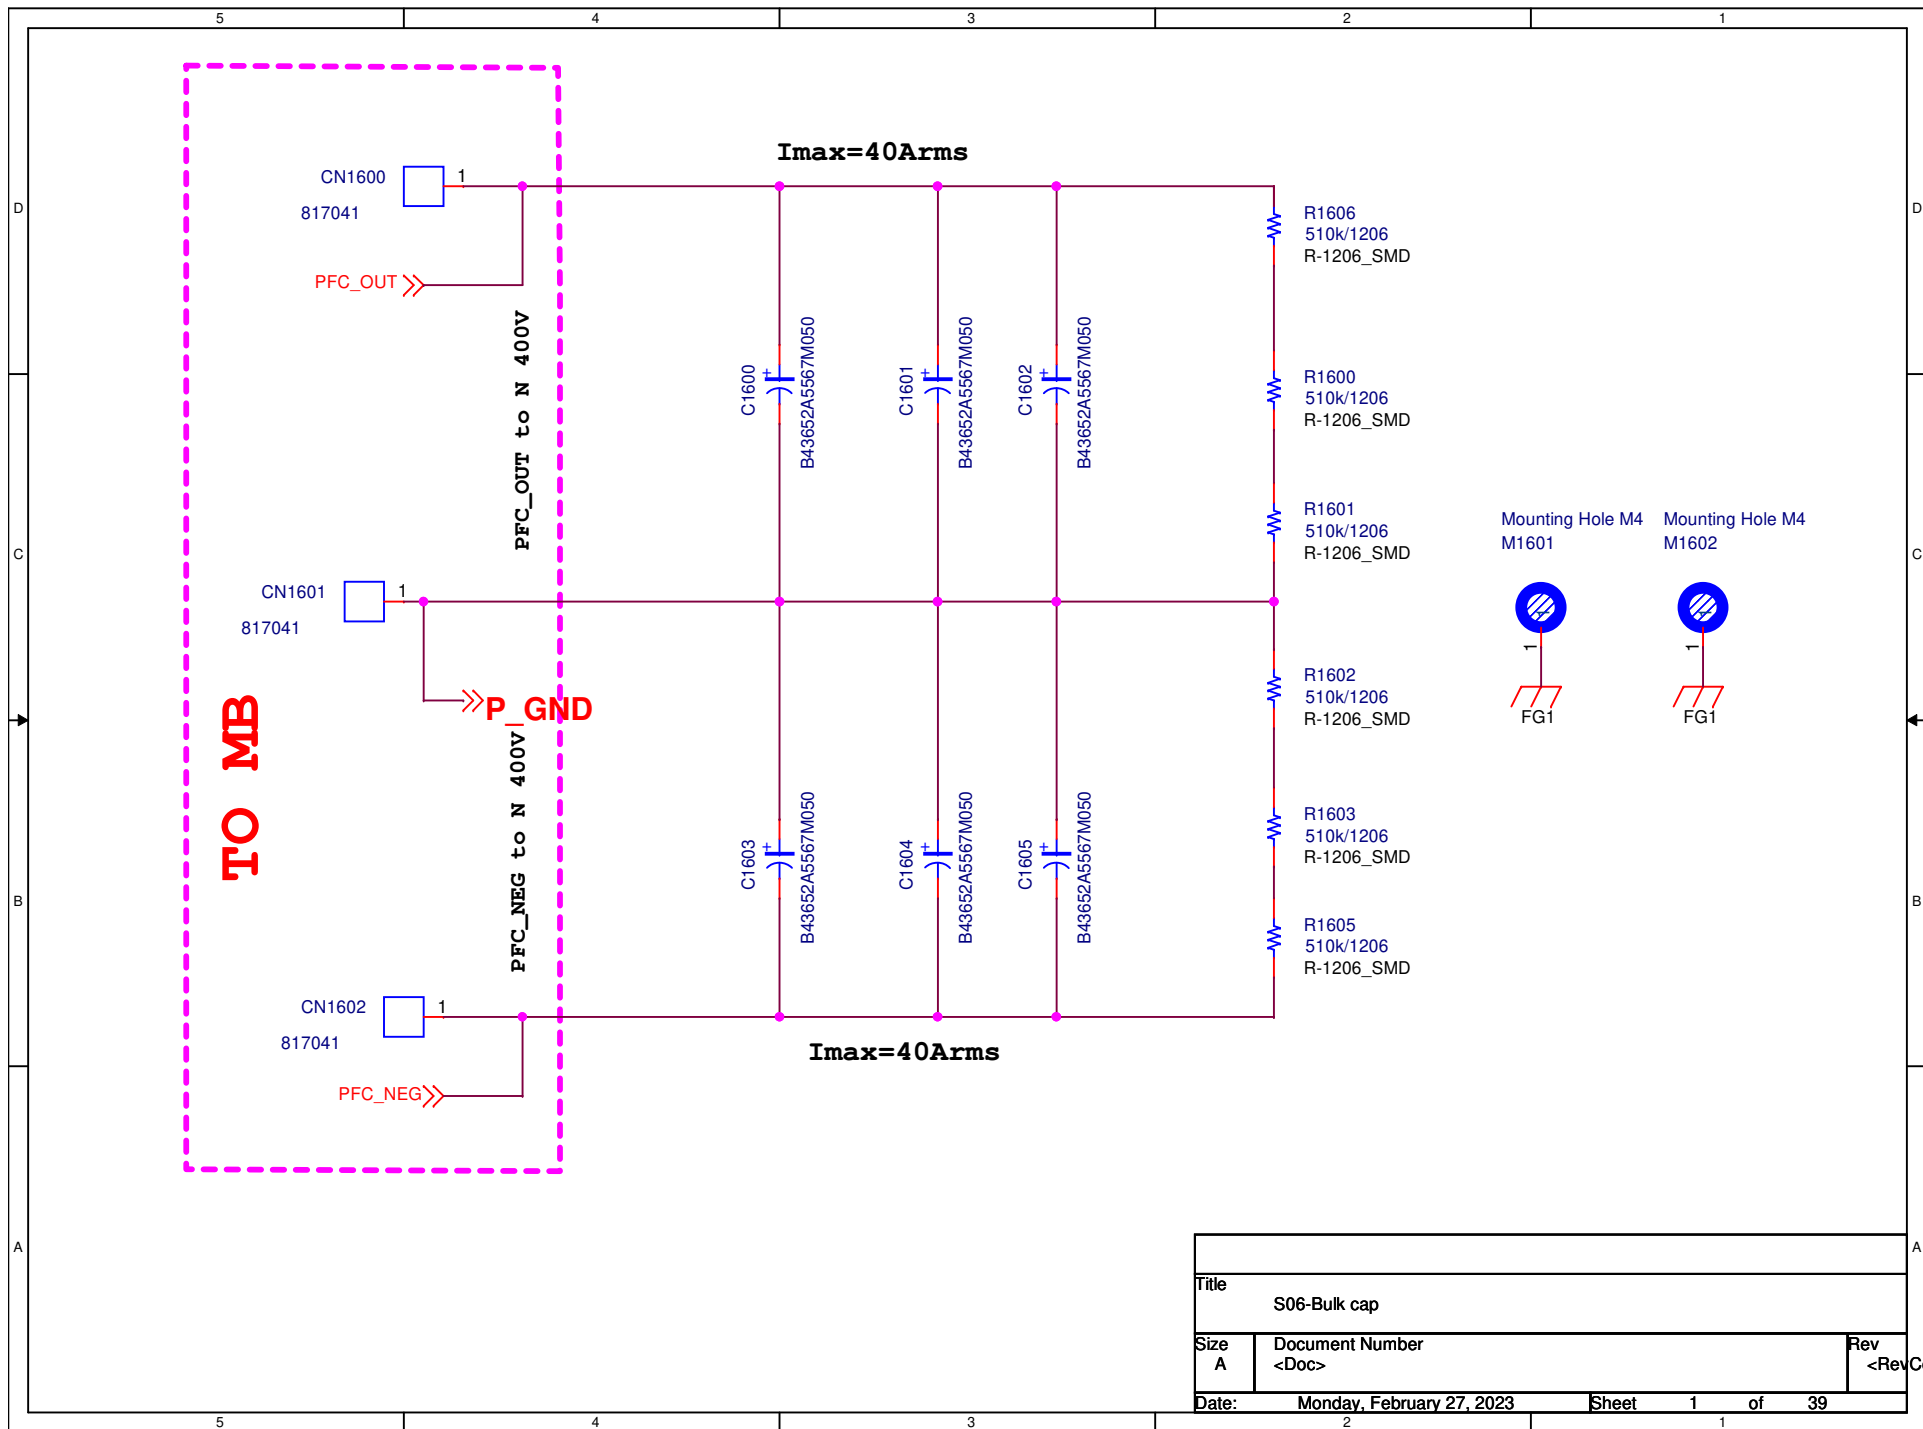 5
4
3
2
1
D
D
C
C
B
B
A
A
Imax=40Arms
CN1600
1
817041
PFC_OUT
PFC_OUT to N 400V
CN1601
1
817041
P_GND
TO MB
PFC_NEG to N 400V
CN1602
1
817041
PFC_NEG
Imax=40Arms
C1600
+
B43652A5567M050
C1601
+
B43652A5567M050
C1602
+
B43652A5567M050
C1603
+
B43652A5567M050
C1604
+
B43652A5567M050
C1605
+
B43652A5567M050
R1606
510k/1206
R-1206_SMD
R1600
510k/1206
R-1206_SMD
R1601
510k/1206
R-1206_SMD
R1602
510k/1206
R-1206_SMD
R1603
510k/1206
R-1206_SMD
R1605
510k/1206
R-1206_SMD
Mounting Hole M4
M1601
1
FG1
Mounting Hole M4
M1602
1
FG1
Title
S06-Bulk cap
Size
A
Document Number
<Doc>
Rev
Date:
Monday, February 27, 2023
Sheet 1 of 39
5
4
3
2
1